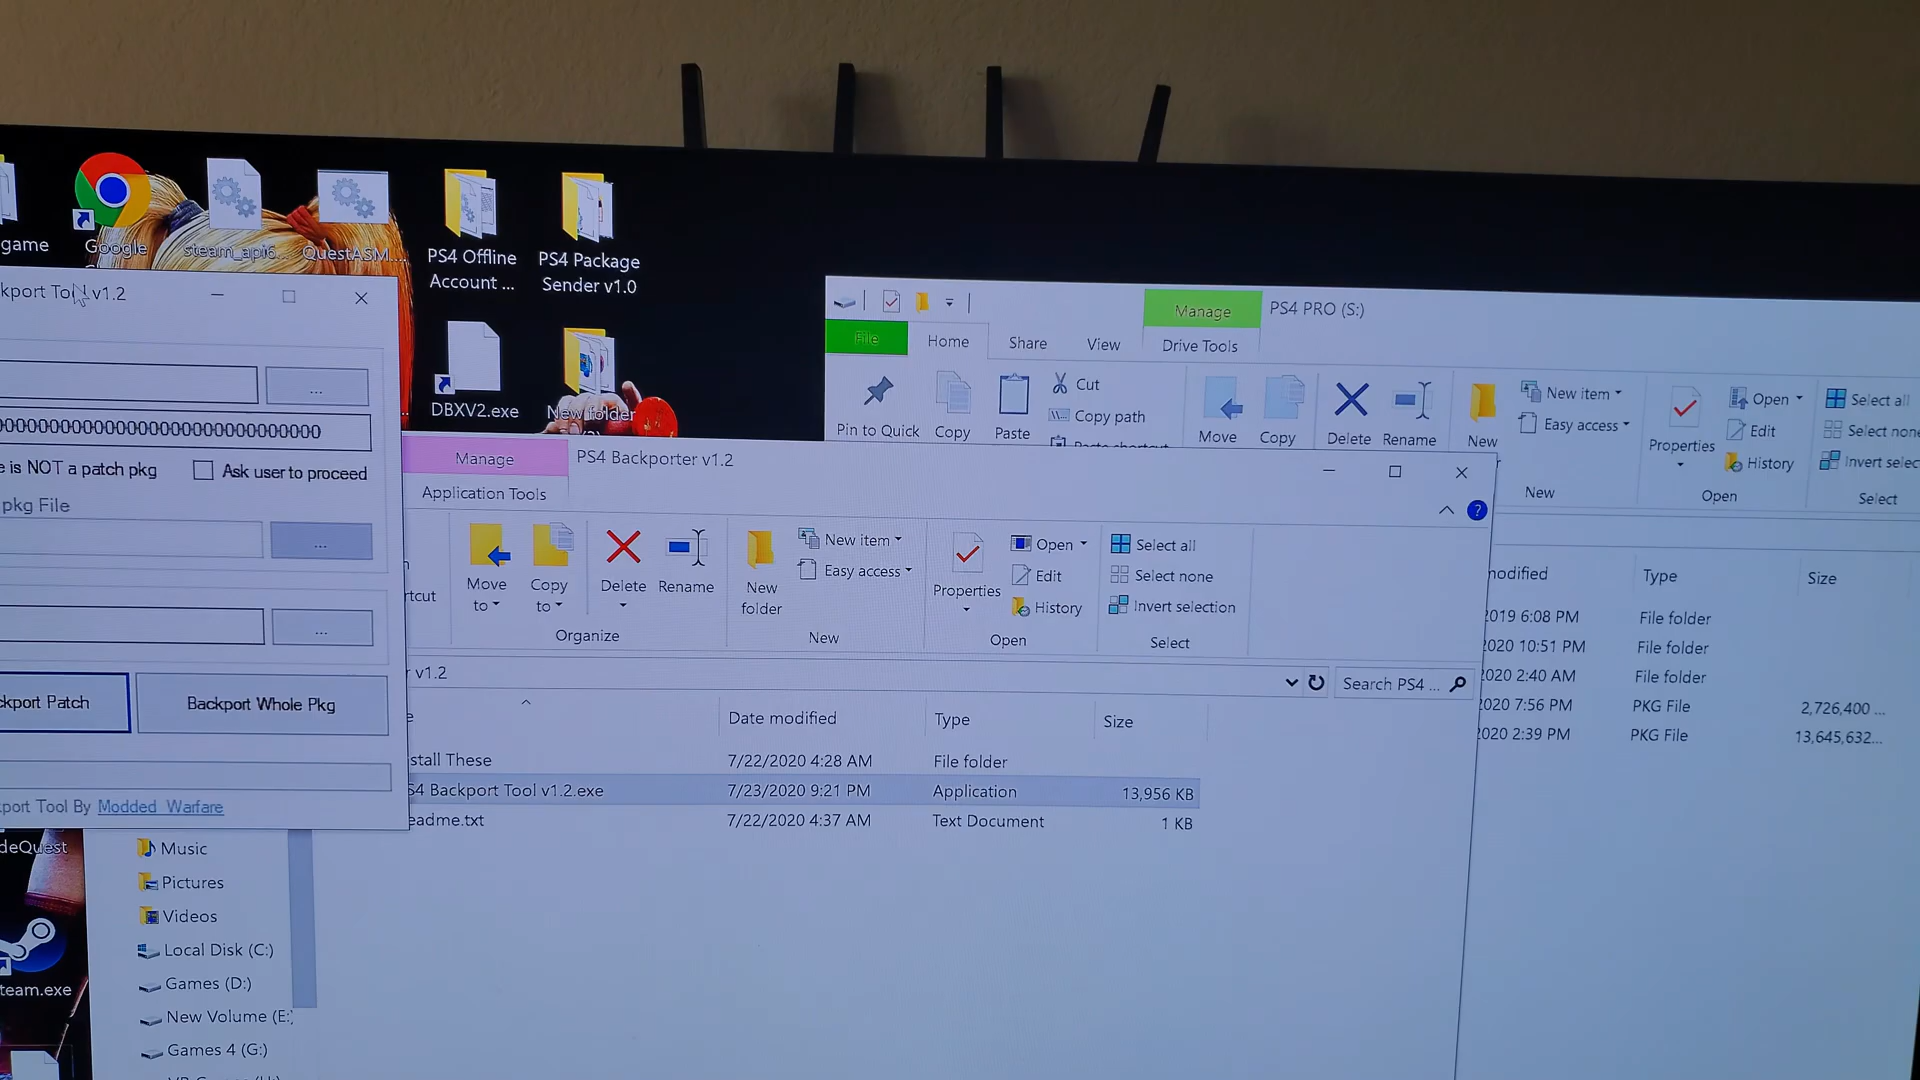 game
Google
steam_api6...
QuestASM...
PS4 Offline
Account ...
PS4 Package
Sender v1.0
DBXV2.exe
New folder
kport Tool v1.2
...
00000000000000000000000000000
e is NOT a patch pkg
Ask user to proceed
pkg File
...
...
ckport Patch
Backport Whole Pkg
kport Tool By Modded_Warfare
deQuest
team.exe
Manage
PS4 PRO (S:)
File
Home
Share
View
Drive Tools
Pin to Quick
Copy
Paste
Cut
Copy path
Paste shortcut
Move
Copy
Delete
Rename
New
New item
Easy access
New
Properties
Open
Edit
History
Open
Select all
Select none
Invert selec
Select
modified
Type
Size
2019 6:08 PM
File folder
2020 10:51 PM
File folder
2020 2:40 AM
File folder
2020 7:56 PM
PKG File
2,726,400 ...
2020 2:39 PM
PKG File
13,645,632...
Manage
PS4 Backporter v1.2
Application Tools
?
rtcut
Move
to
Copy
to
Delete
Rename
Organize
New
folder
New item
Easy access
New
Properties
Open
Edit
History
Open
Select all
Select none
Invert selection
Select
r v1.2
Search PS4 ...
e
Date modified
Type
Size
stall These
7/22/2020 4:28 AM
File folder
S4 Backport Tool v1.2.exe
7/23/2020 9:21 PM
Application
13,956 KB
eadme.txt
7/22/2020 4:37 AM
Text Document
1 KB
Music
Pictures
Videos
Local Disk (C:)
Games (D:)
New Volume (E:)
Games 4 (G:)